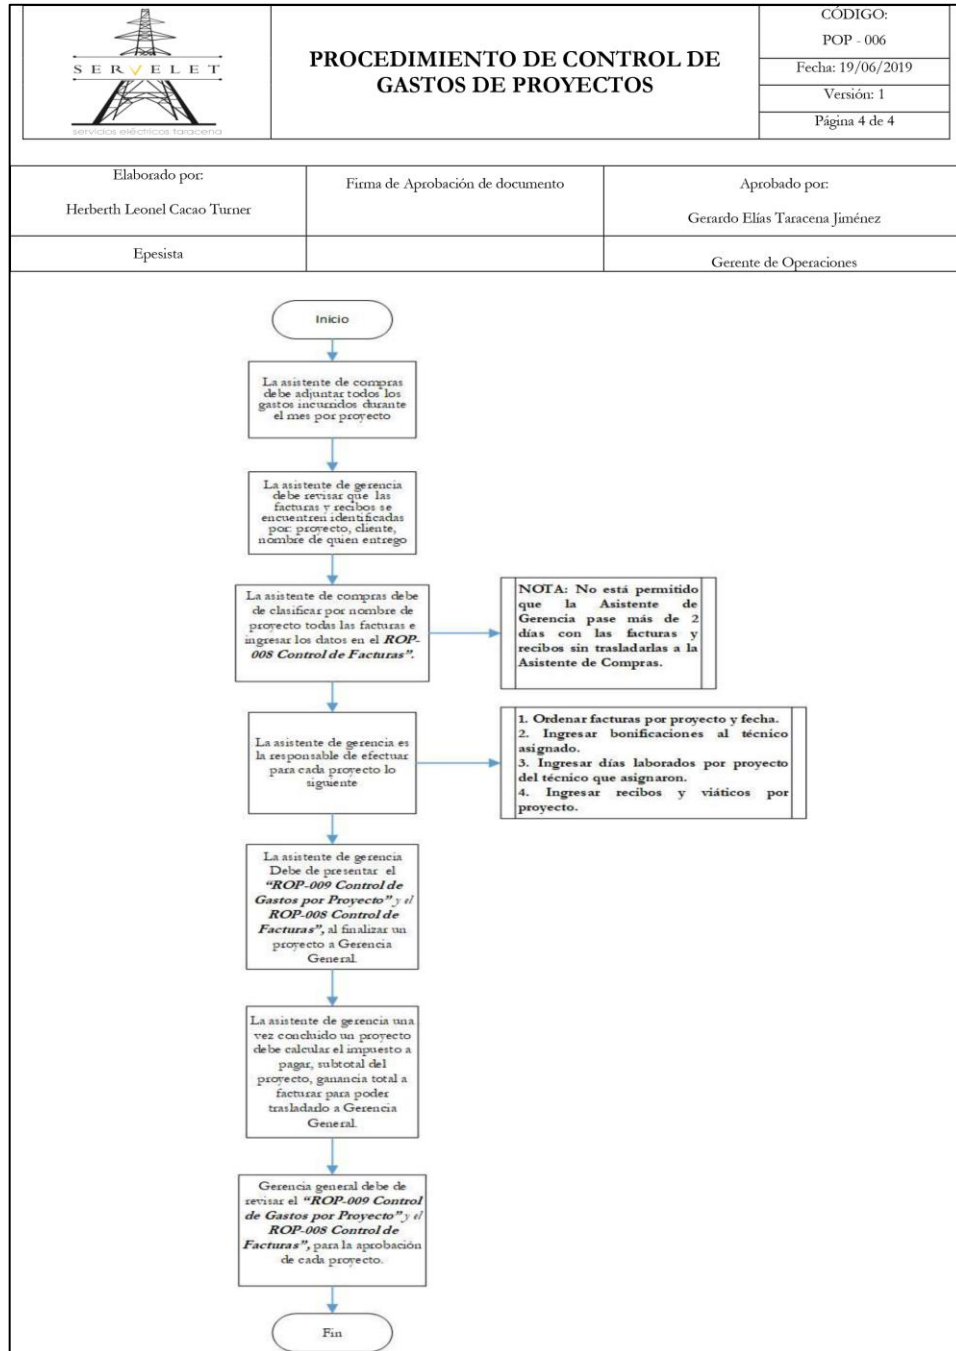 SERVELET
servicios eléctricos taracena
PROCEDIMIENTO DE CONTROL DE
GASTOS DE PROYECTOS
CÓDIGO:
POP - 006
Fecha: 19/06/2019
Versión: 1
Página 4 de 4
Elaborado por:
Herberth Leonel Cacao Turner
Firma de Aprobación de documento
Aprobado por:
Gerardo Elías Taracena Jiménez
Epesista
Gerente de Operaciones
Inicio
La asistente de compras
debe adjuntar todos los
gastos incurridos durante
el mes por proyecto
La asistente de gerencia
debe revisar que las
facturas y recibos se
encuentren identificadas
por: proyecto, cliente,
nombre de quien entrego
La asistente de compras debe
de clasificar por nombre de
proyecto todas las facturas e
ingresar los datos en el ROP-
008 Control de Facturas”.
NOTA: No está permitido
que la Asistente de
Gerencia pase más de 2
días con las facturas y
recibos sin trasladarlas a la
Asistente de Compras.
La asistente de gerencia es
la responsable de efectuar
para cada proyecto lo
siguiente
1. Ordenar facturas por proyecto y fecha.
2. Ingresar bonificaciones al técnico
asignado.
3. Ingresar días laborados por proyecto
del técnico que asignaron.
4. Ingresar recibos y viáticos por
proyecto.
La asistente de gerencia
Debe de presentar el
“ROP-009 Control de
Gastos por Proyecto” y el
ROP-008 Control de
Facturas”, al finalizar un
proyecto a Gerencia
General.
La asistente de gerencia una
vez concluido un proyecto
debe calcular el impuesto a
pagar, subtotal del
proyecto, ganancia total a
facturar para poder
trasladarlo a Gerencia
General.
Gerencia general debe de
revisar el “ROP-009 Control
de Gastos por Proyecto” y el
ROP-008 Control de
Facturas”, para la aprobación
de cada proyecto.
Fin